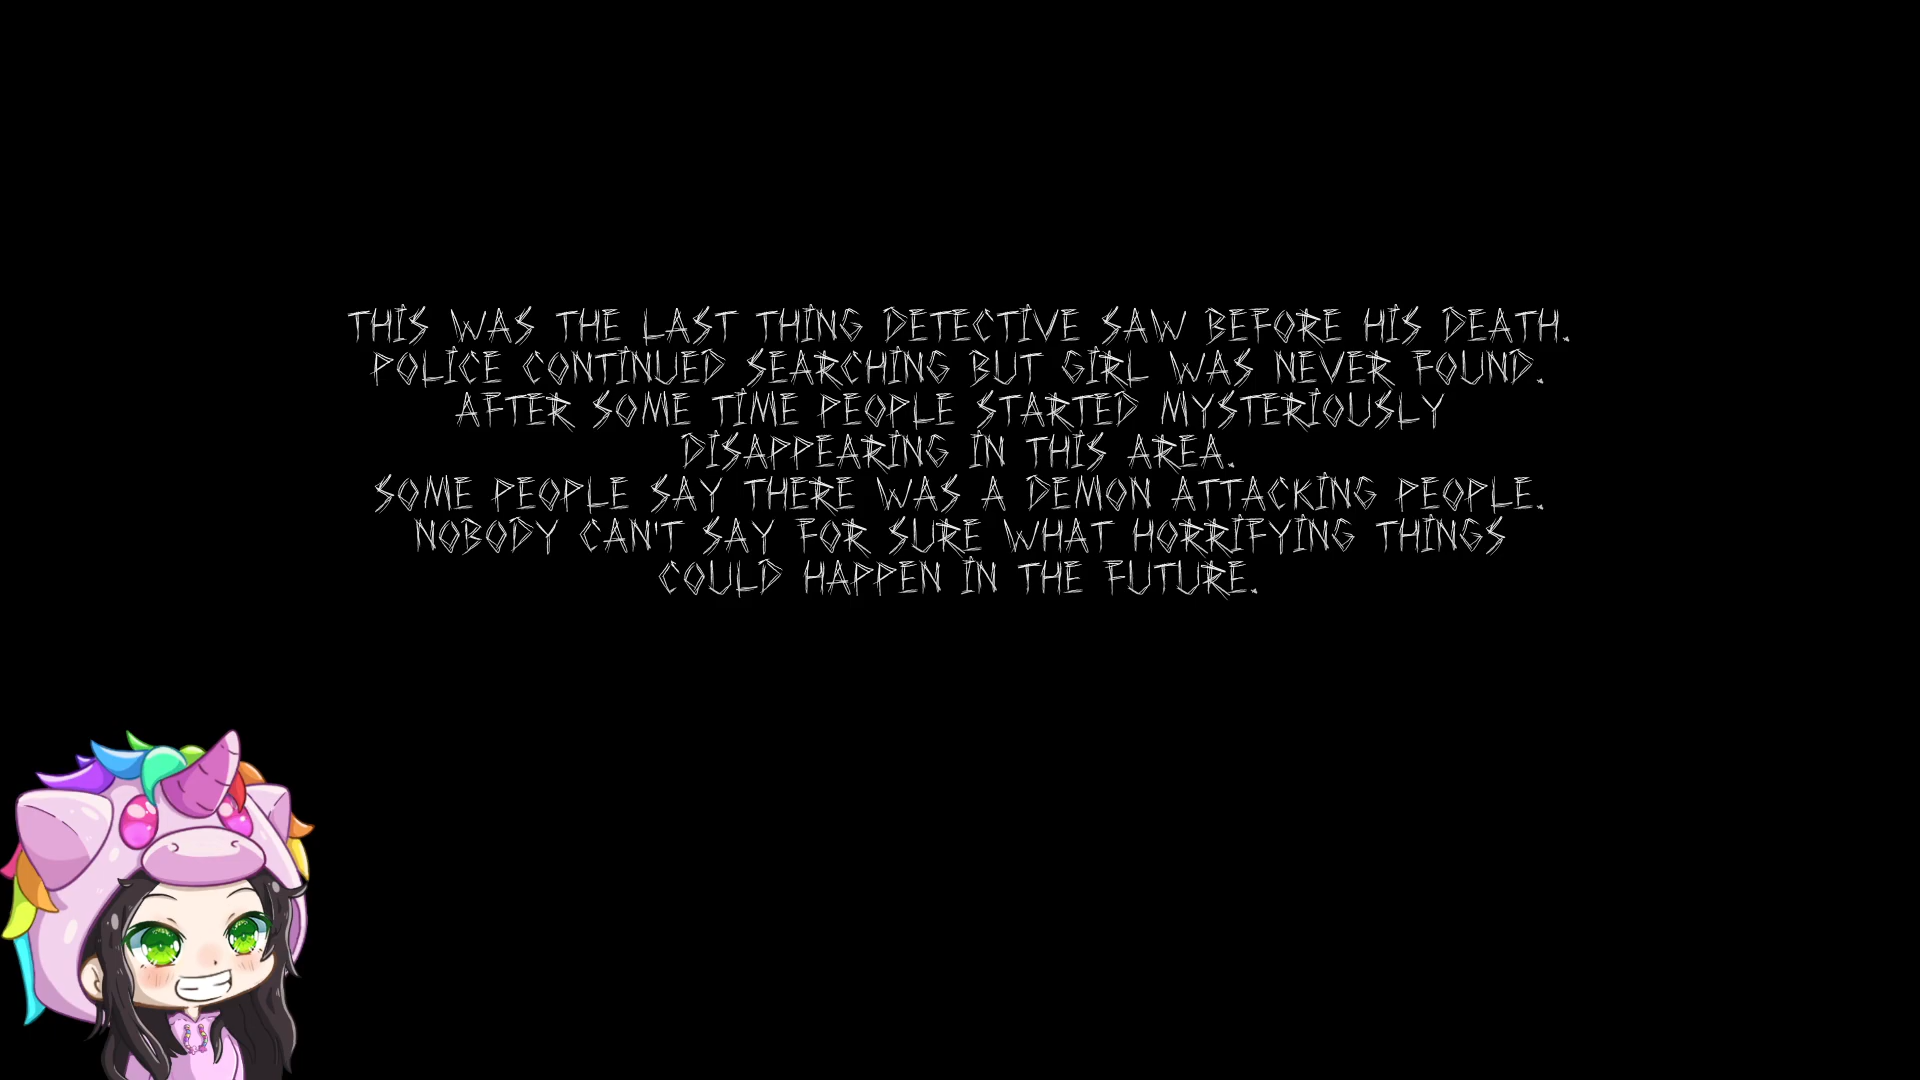 THIS WAS THE LAST THING DETECTIVE SAW BEFORE HIS DEATH.
POLICE CONTINUED SEARCHING BUT GIRL WAS NEVER FOUND.
AFTER SOME TIME PEOPLE STARTED MYSTERIOUSLY
DISAPPEARING IN THIS AREA.
SOME PEOPLE SAY THERE WAS A DEMON ATTACKING PEOPLE.
NOBODY CAN'T SAY FOR SURE WHAT HORRIFYING THINGS
COULD HAPPEN IN THE FUTURE.